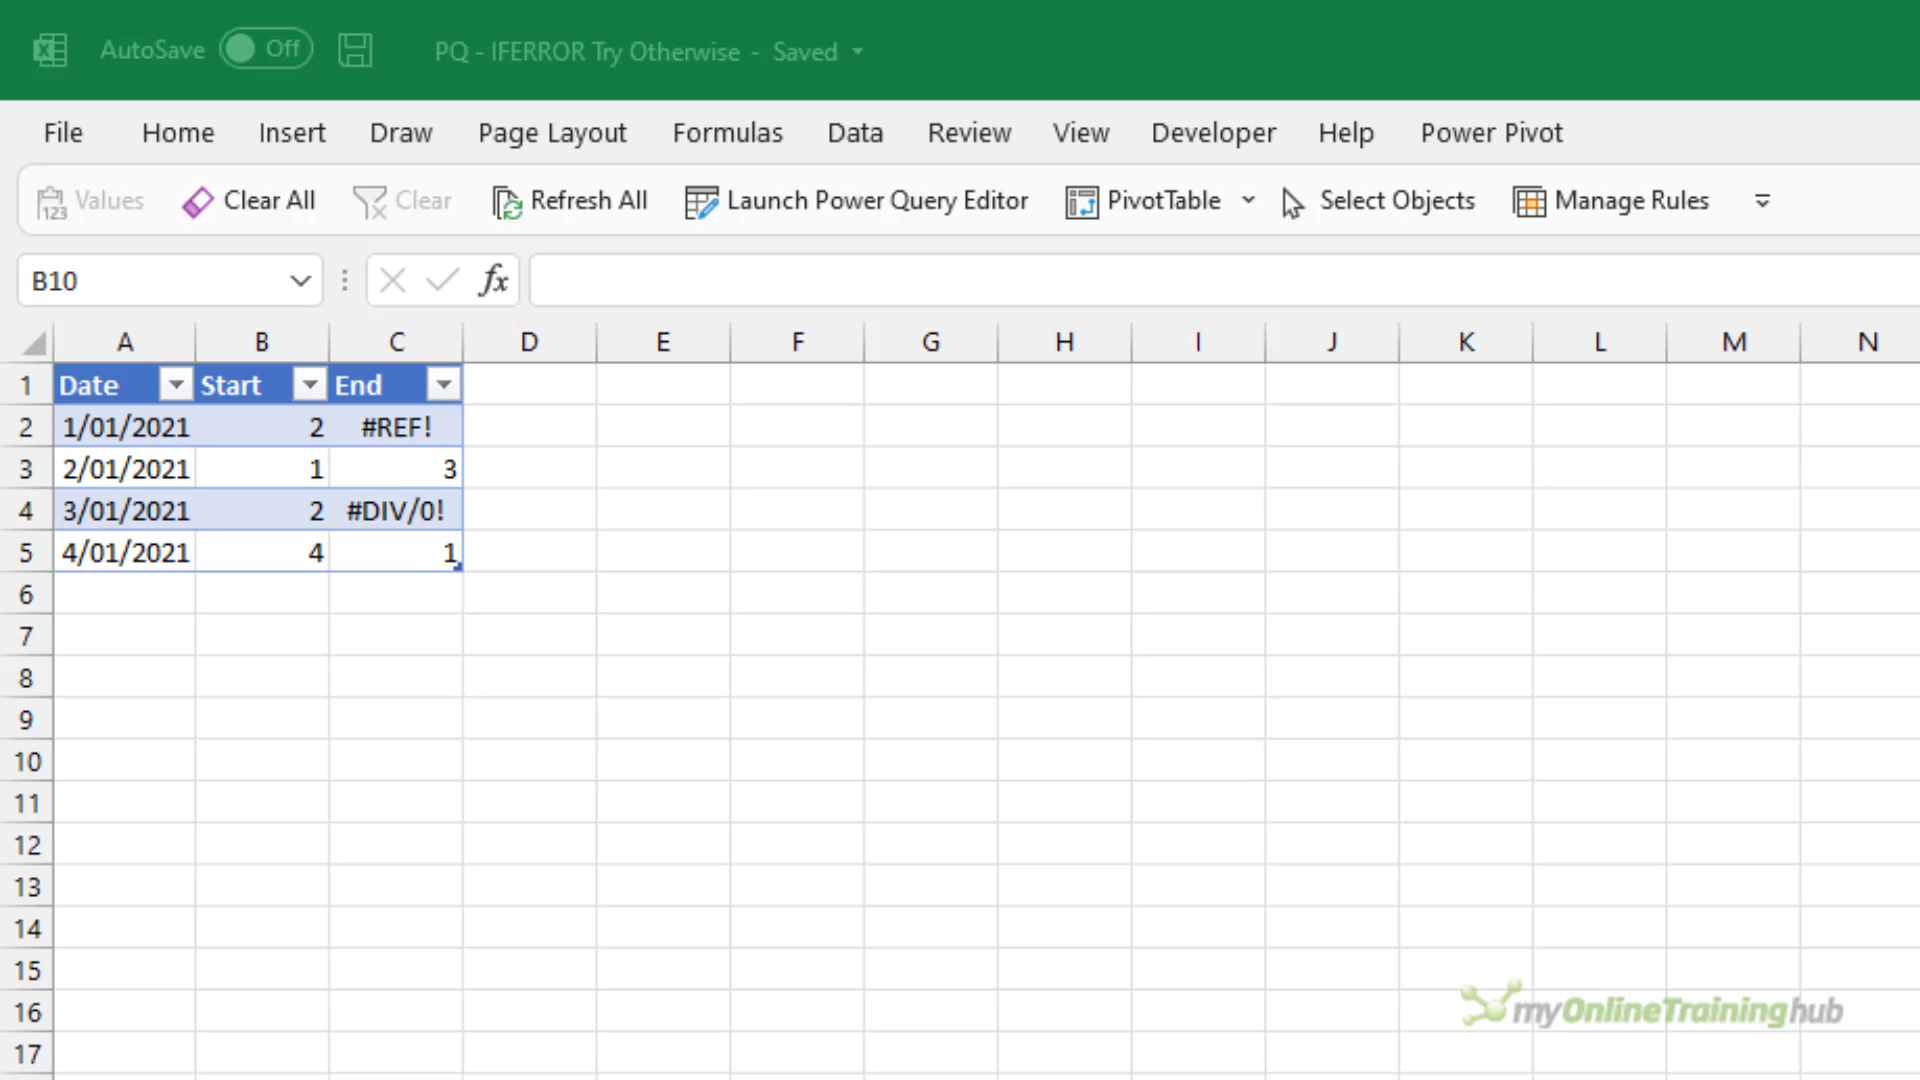 AutoSave Off PQ - IFERROR Try Otherwise - Saved
File Home Insert Draw Page Layout Formulas Data Review View Developer Help Power Pivot
Values Clear All Clear Refresh All Launch Power Query Editor PivotTable Select Objects Manage Rules
B10 fx
A B C D E F G H I J K L M N
1 Date Start End
2 1/01/2021 2 #REF!
3 2/01/2021 1 3
4 3/01/2021 2 #DIV/0!
5 4/01/2021 4 1
6
7
8
9
10
11
12
13
14
15
16
17
myOnlineTraininghub